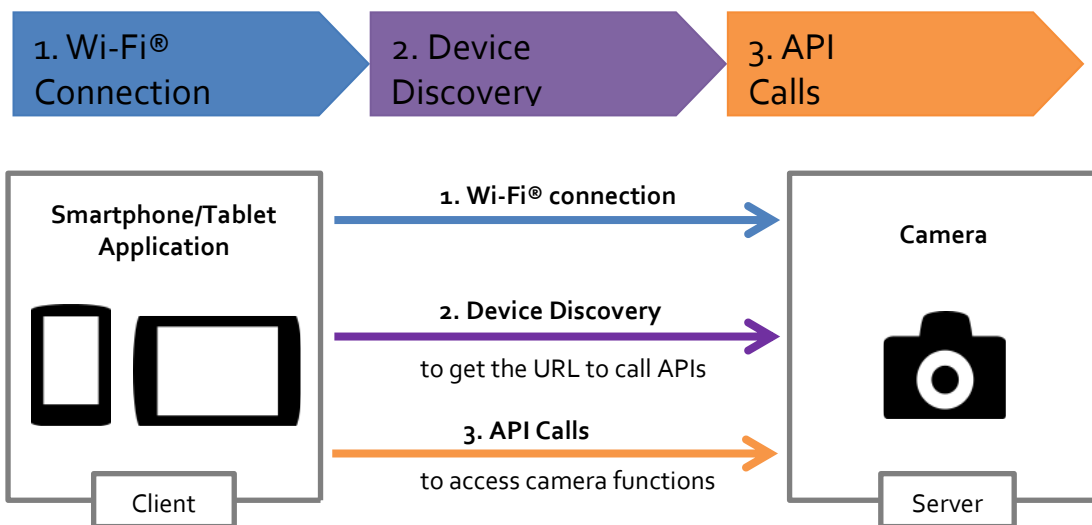 1. Wi-Fi®
Connection
2. Device
Discovery
3. API
Calls
Smartphone/Tablet
Application
Client
1. Wi-Fi® connection
2. Device Discovery
to get the URL to call APIs
3. API Calls
to access camera functions
Camera
Server